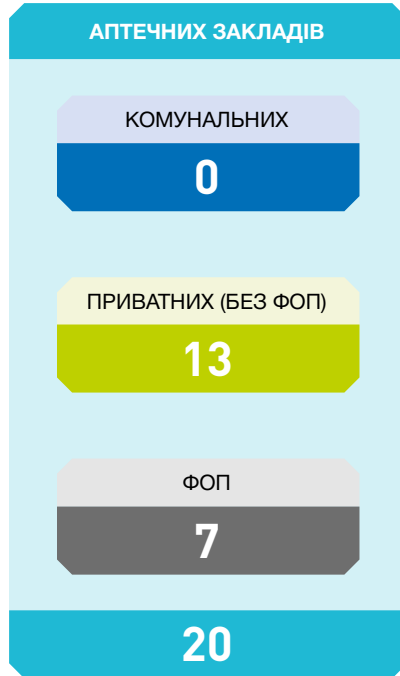 АПТЕЧНИХ ЗАКЛАДІВ
КОМУНАЛЬНИХ
0
ПРИВАТНИХ (БЕЗ ФОП)
13
ФОП
7
20